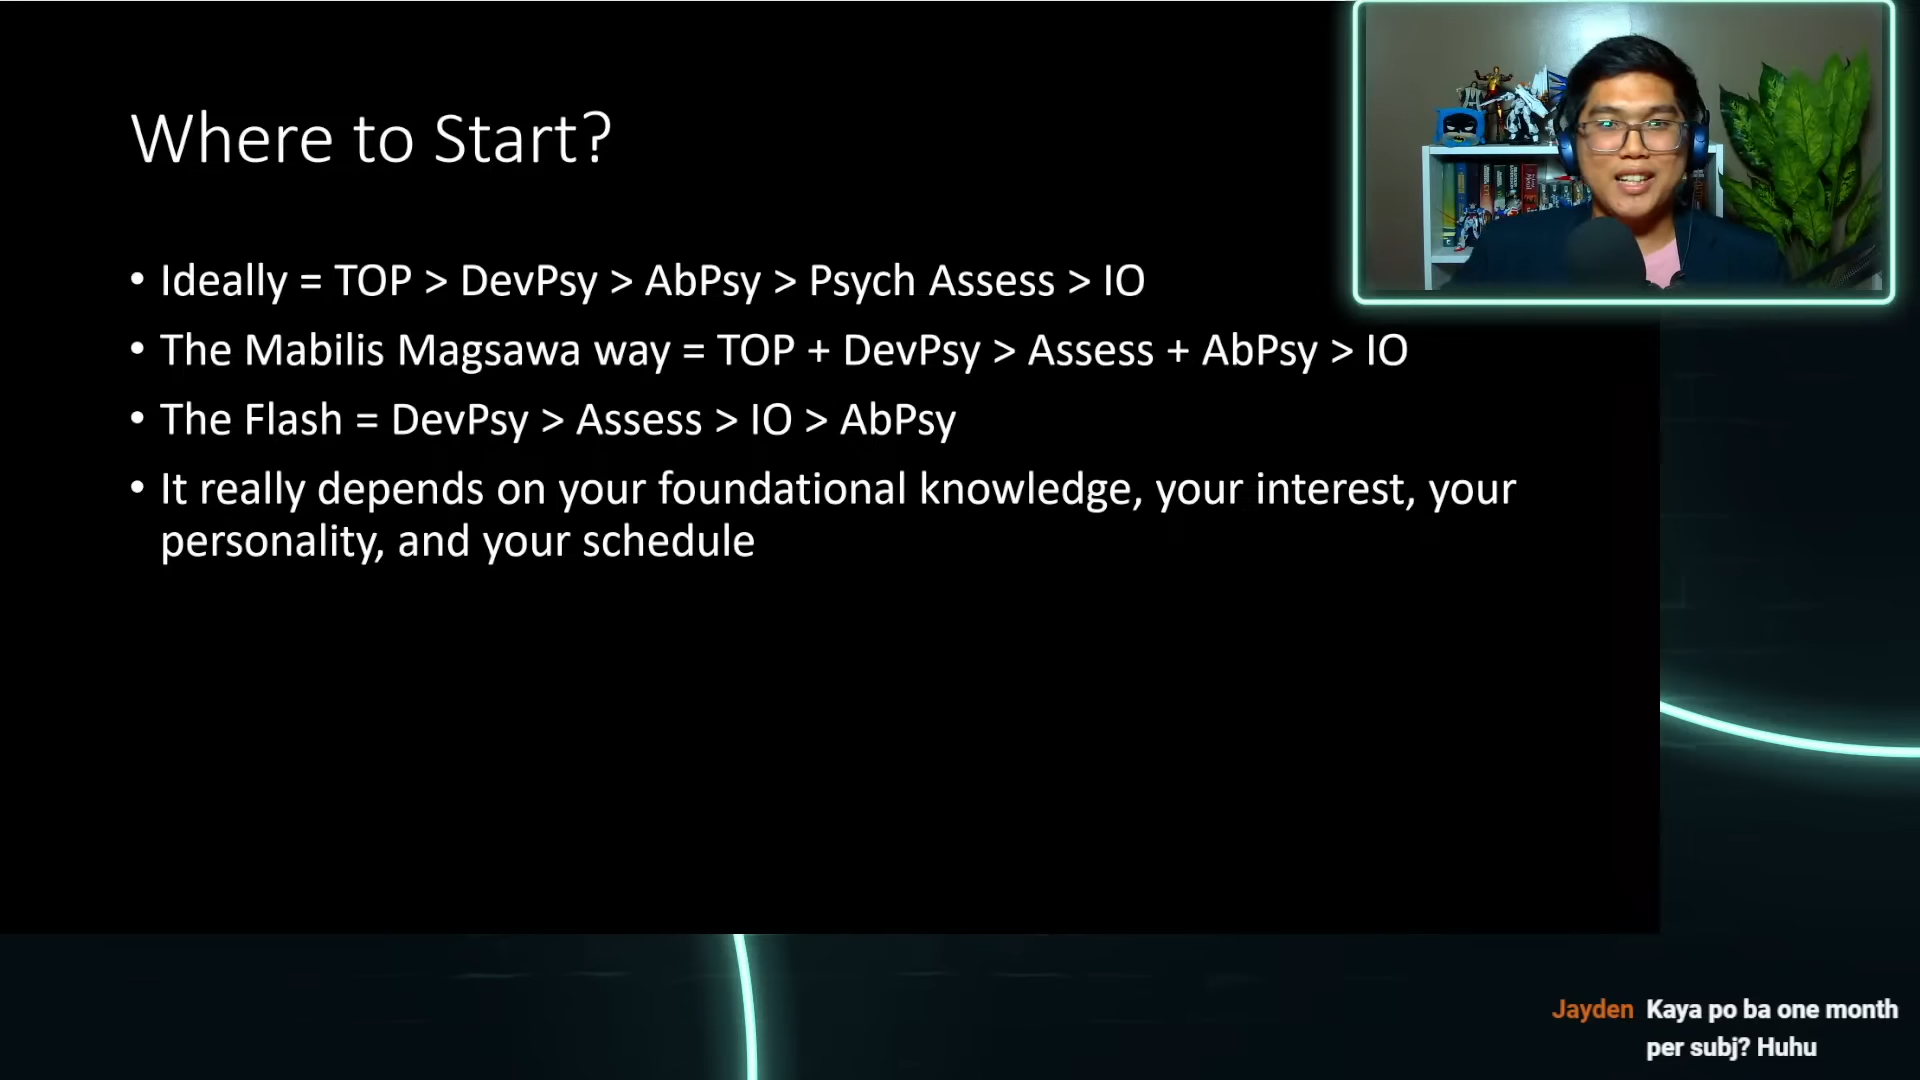 Where to Start?
• Ideally = TOP > DevPsy > AbPsy > Psych Assess > IO
• The Mabilis Magsawa way = TOP + DevPsy > Assess + AbPsy > IO
• The Flash = DevPsy > Assess > IO > AbPsy
• It really depends on your foundational knowledge, your interest, your
personality, and your schedule
Jayden Kaya po ba one month
per subj? Huhu